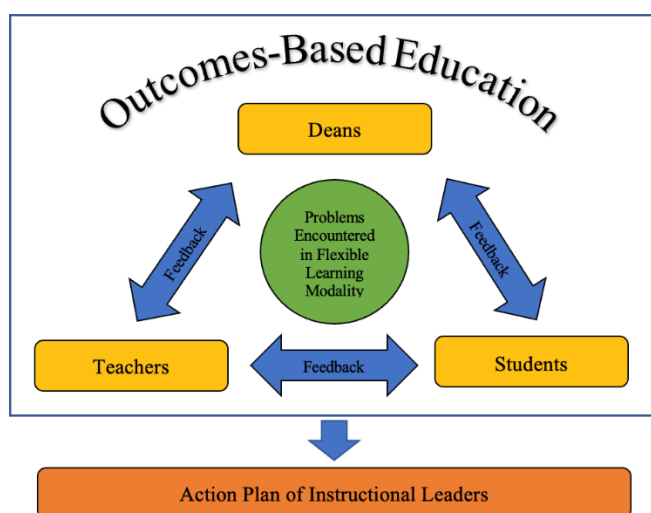 Outcomes-Based Education
Deans
Feedback
Feedback
Problems
Encountered
in Flexible
Learning
Modality
Teachers
Feedback
Students
Action Plan of Instructional Leaders